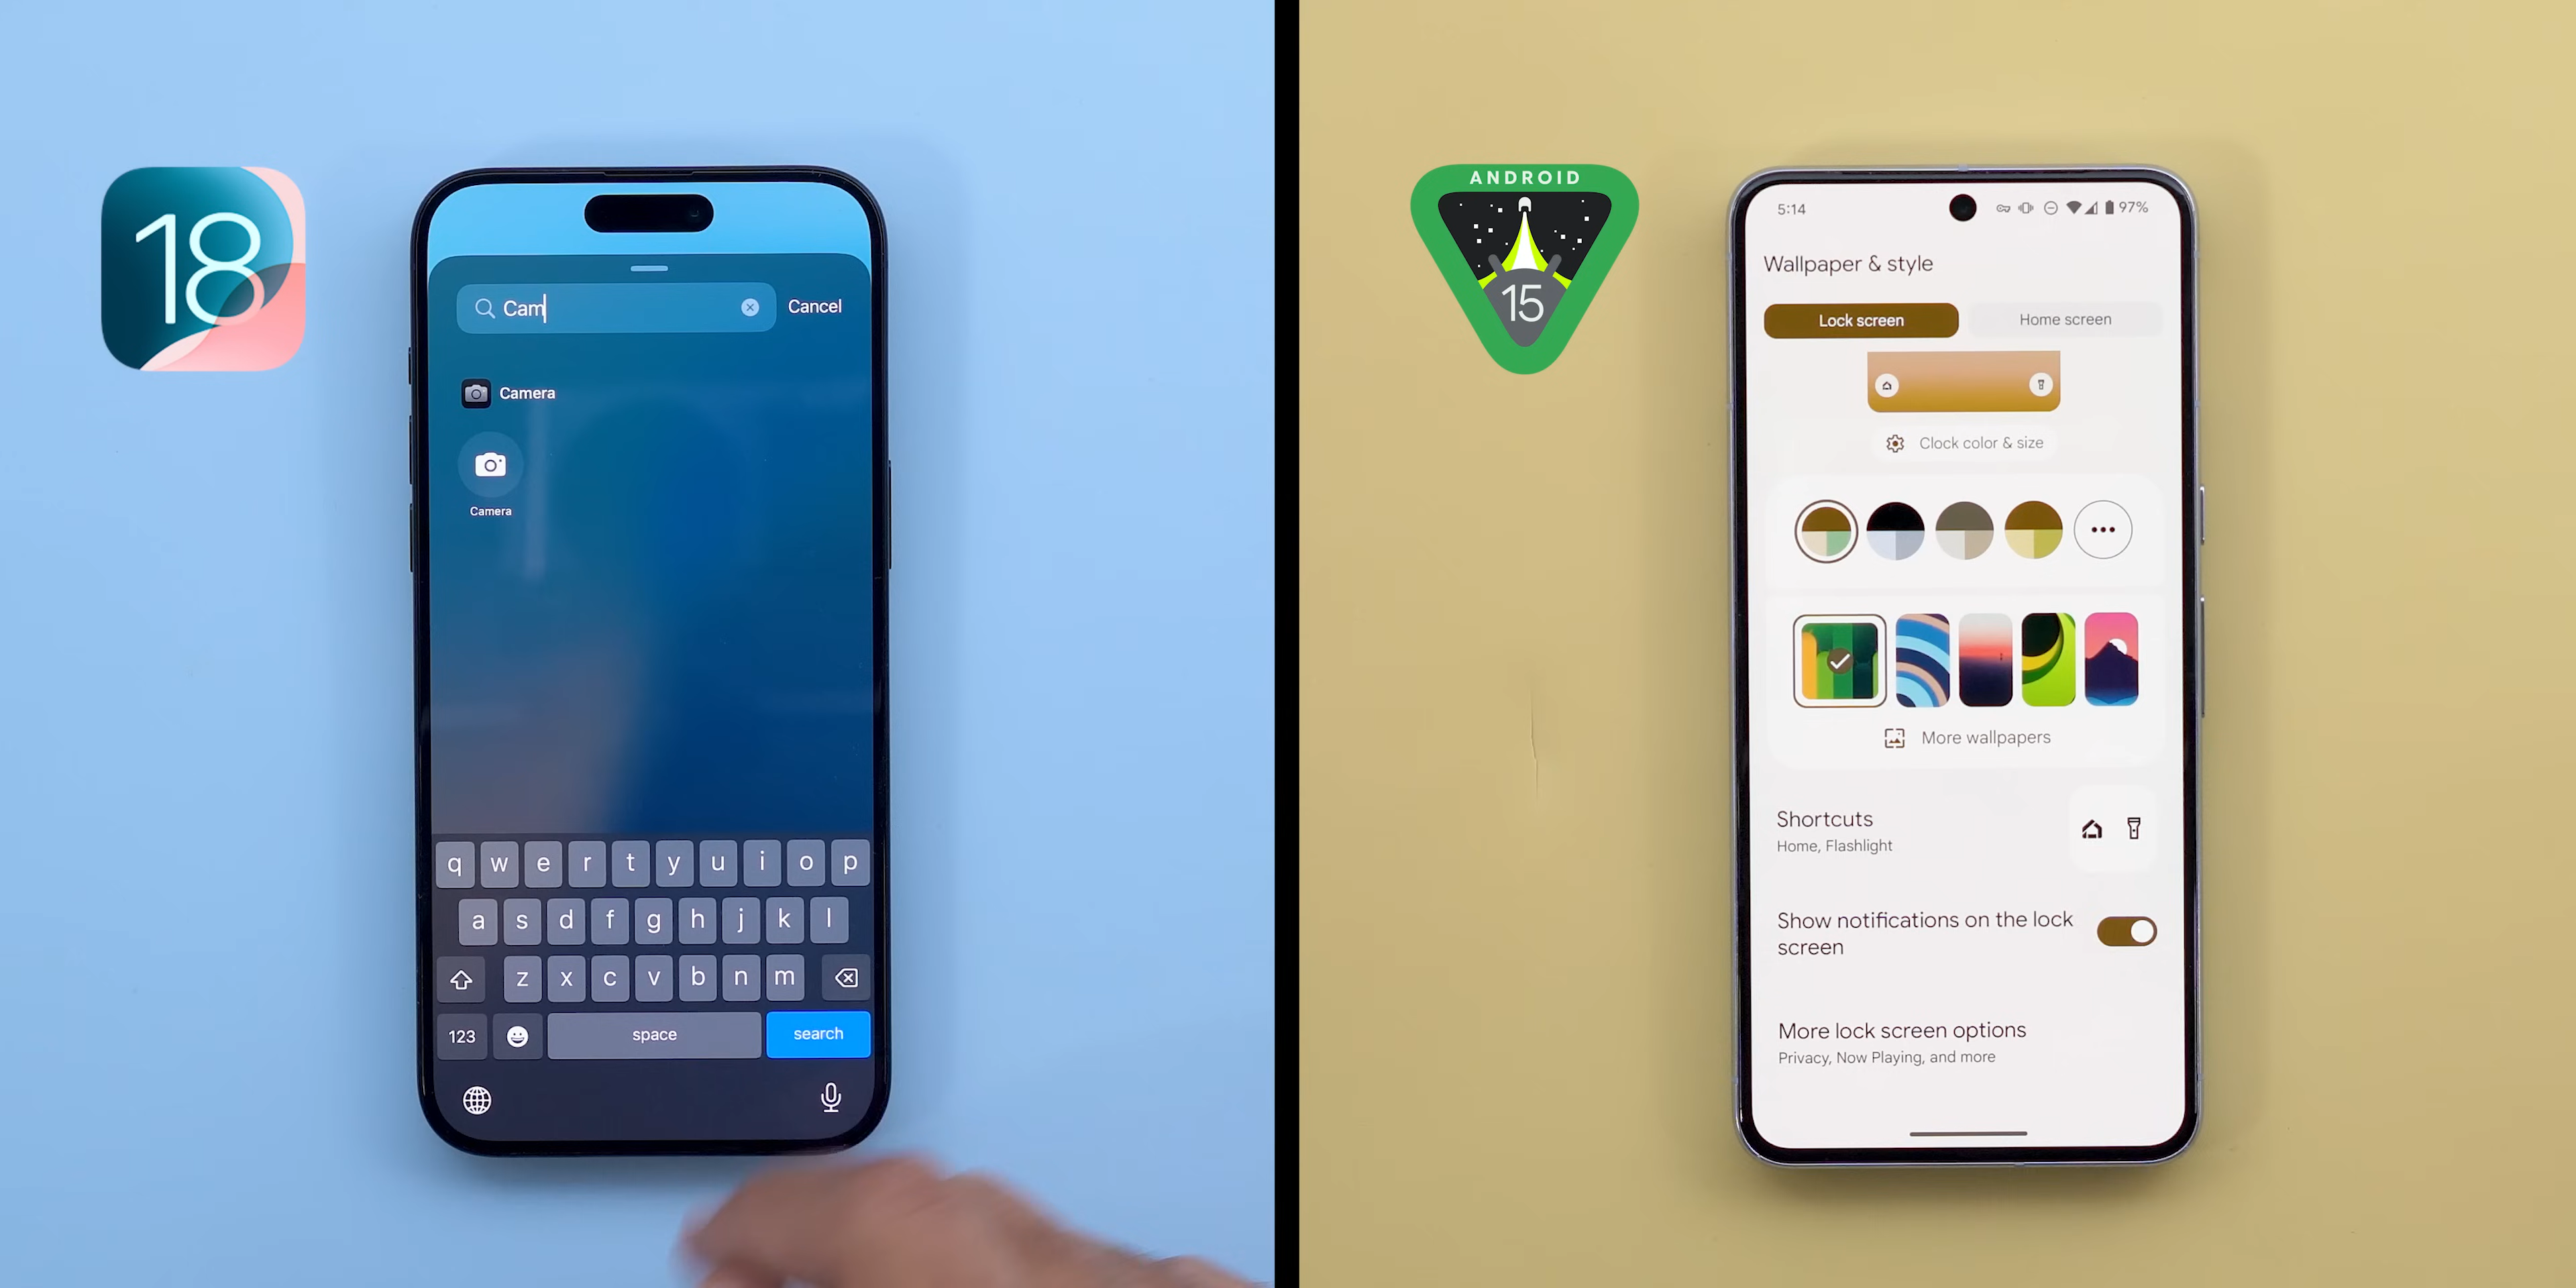 18
Cam
Cancel
Camera
Camera
q w e r t y u i o p
a s d f g h j k l
z x c v b n m
123
space
search
ANDROID
15
5:14
97%
Wallpaper & style
Lock screen
Home screen
Clock color & size
More wallpapers
Shortcuts
Home, Flashlight
Show notifications on the lock
screen
More lock screen options
Privacy, Now Playing, and more